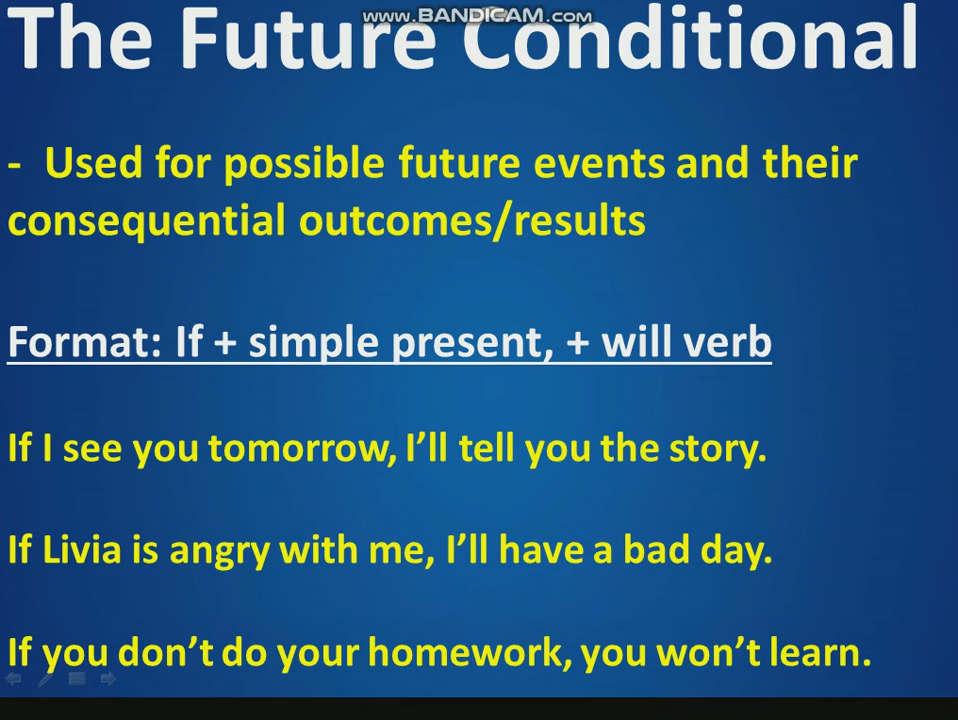 www.BANDICAM.com
The Future Conditional
- Used for possible future events and their
consequential outcomes/results
Format: If + simple present, + will verb
If I see you tomorrow, I’ll tell you the story.
If Livia is angry with me, I’ll have a bad day.
If you don’t do your homework, you won’t learn.